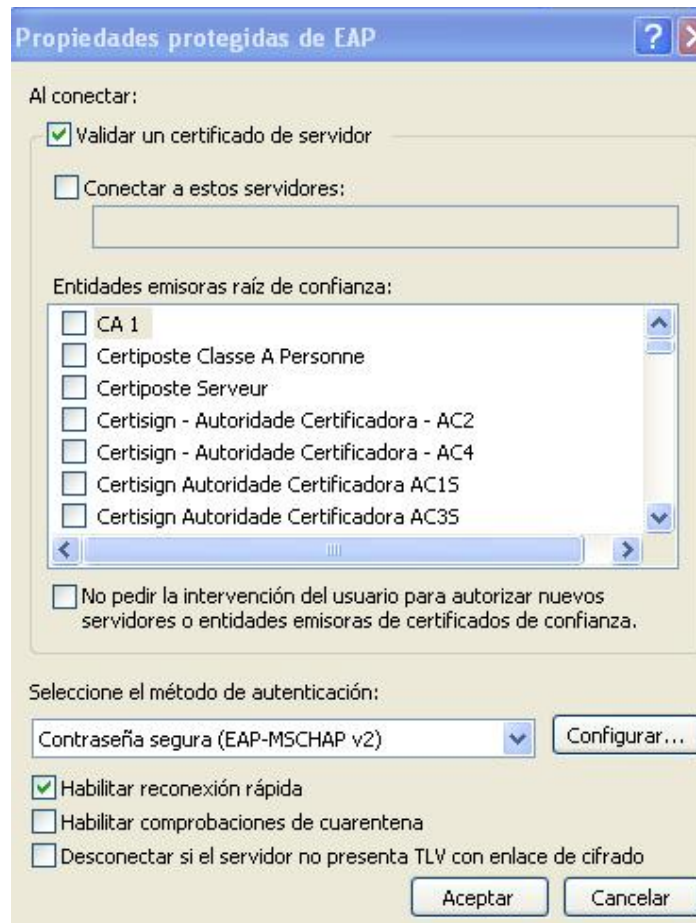 Propiedades protegidas de EAP
Al conectar:
Validar un certificado de servidor
Conectar a estos servidores:
Entidades emisoras raíz de confianza:
CA 1
Certiposte Classe A Personne
Certiposte Serveur
Certisign - Autoridade Certificadora - AC2
Certisign - Autoridade Certificadora - AC4
Certisign Autoridade Certificadora AC1S
Certisign Autoridade Certificadora AC3S
No pedir la intervención del usuario para autorizar nuevos
servidores o entidades emisoras de certificados de confianza.
Seleccione el método de autenticación:
Contraseña segura (EAP-MSCHAP v2) Configurar...
Habilitar reconexión rápida
Habilitar comprobaciones de cuarentena
Desconectar si el servidor no presenta TLV con enlace de cifrado
Aceptar Cancelar